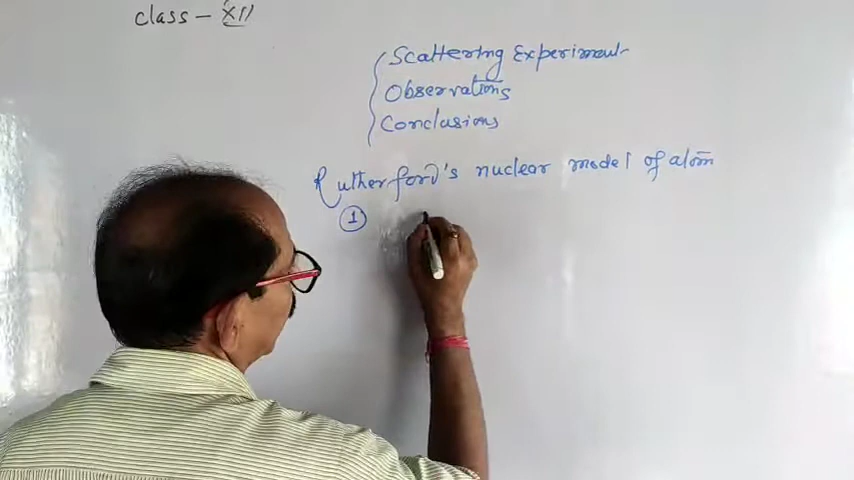 class - XII
Scattering Experiment
Observations
Conclusions
Rutherford's nuclear model of atom
1